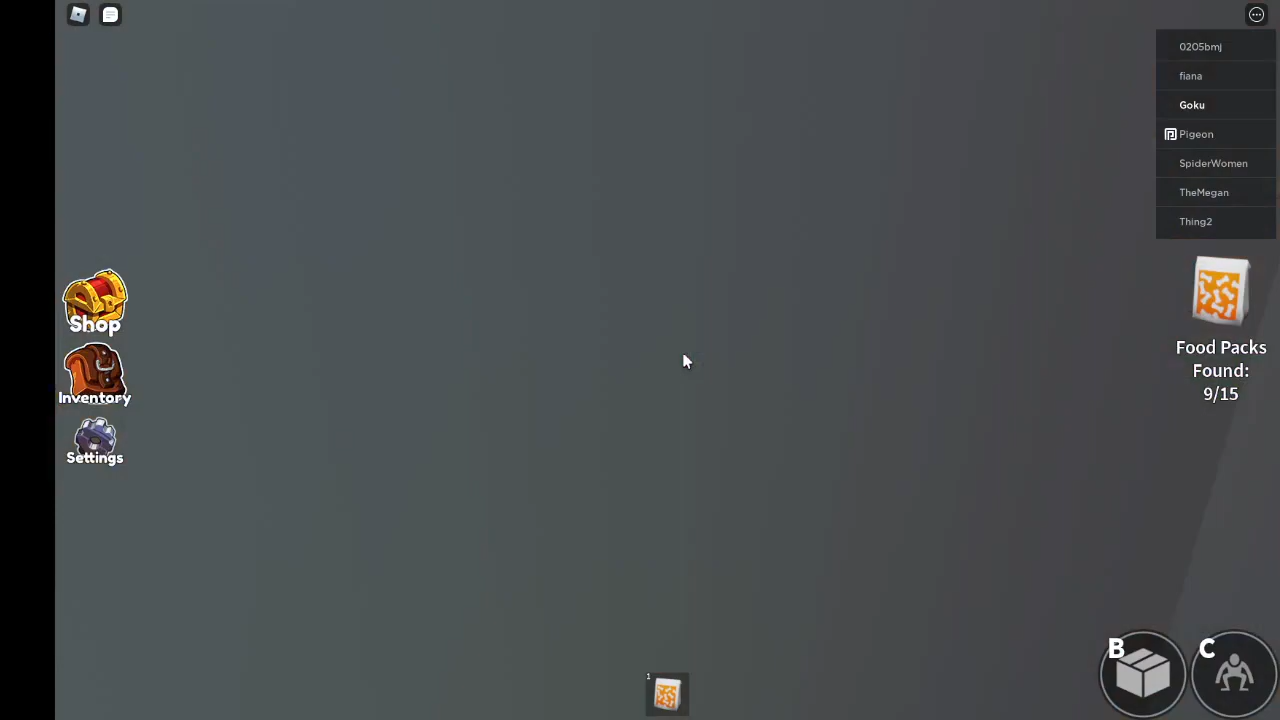 0205bmj
fiana
Goku
Pigeon
SpiderWomen
TheMegan
Thing2
Shop
Inventory
Settings
Food Packs
Found:
9/15
B
C
1